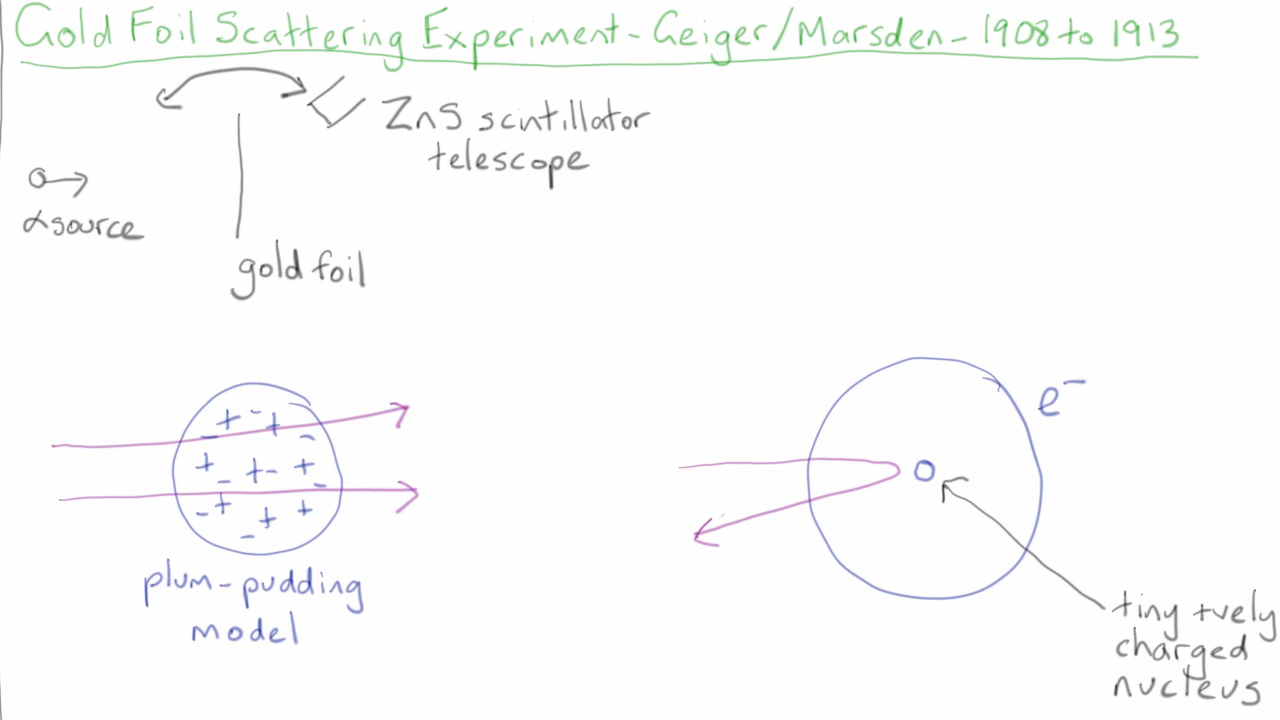 Gold Foil Scattering Experiment - Geiger/Marsden - 1908 to 1913
ZnS scintillator
telescope
α source
gold foil
e⁻
+ - +
-
-
+ + - +
- -
- + + +
-
plum-pudding
model
tiny +vely
charged
nucleus